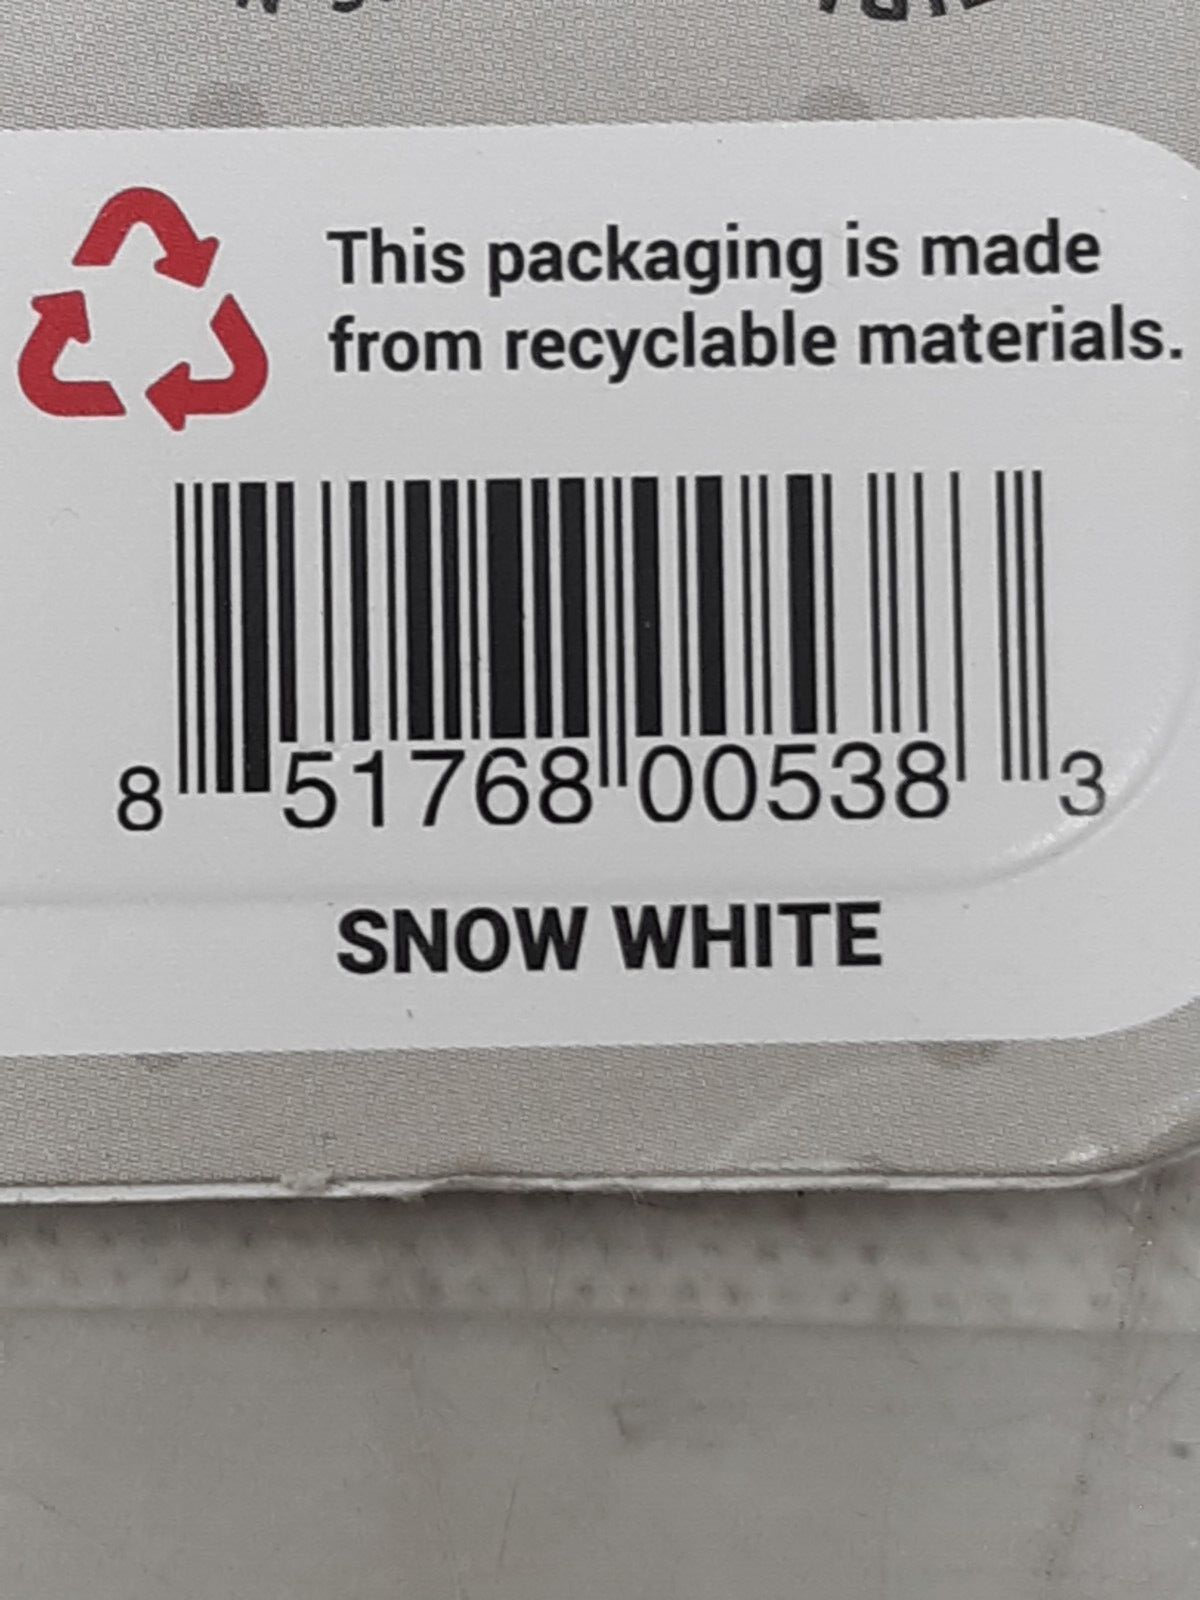 This packaging is made
from recyclable materials.
8 51768 00538 3
SNOW WHITE